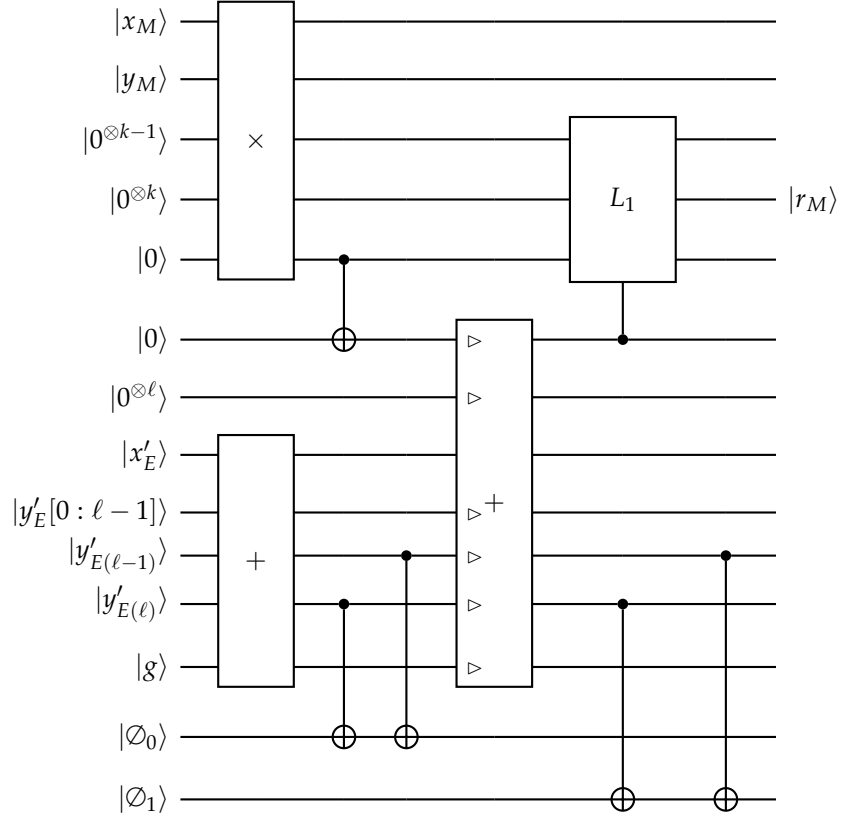 |x_M⟩
|y_M⟩
|0^{⊗k−1}⟩
×
|0^{⊗k}⟩
L_1
|r_M⟩
|0⟩
|0⟩
▷
|0^{⊗ℓ}⟩
▷
|x′_E⟩
|y′_E[0 : ℓ − 1]⟩
▷
+
|y′_{E(ℓ−1)}⟩
+
▷
|y′_{E(ℓ)}⟩
▷
|g⟩
▷
|∅_0⟩
|∅_1⟩